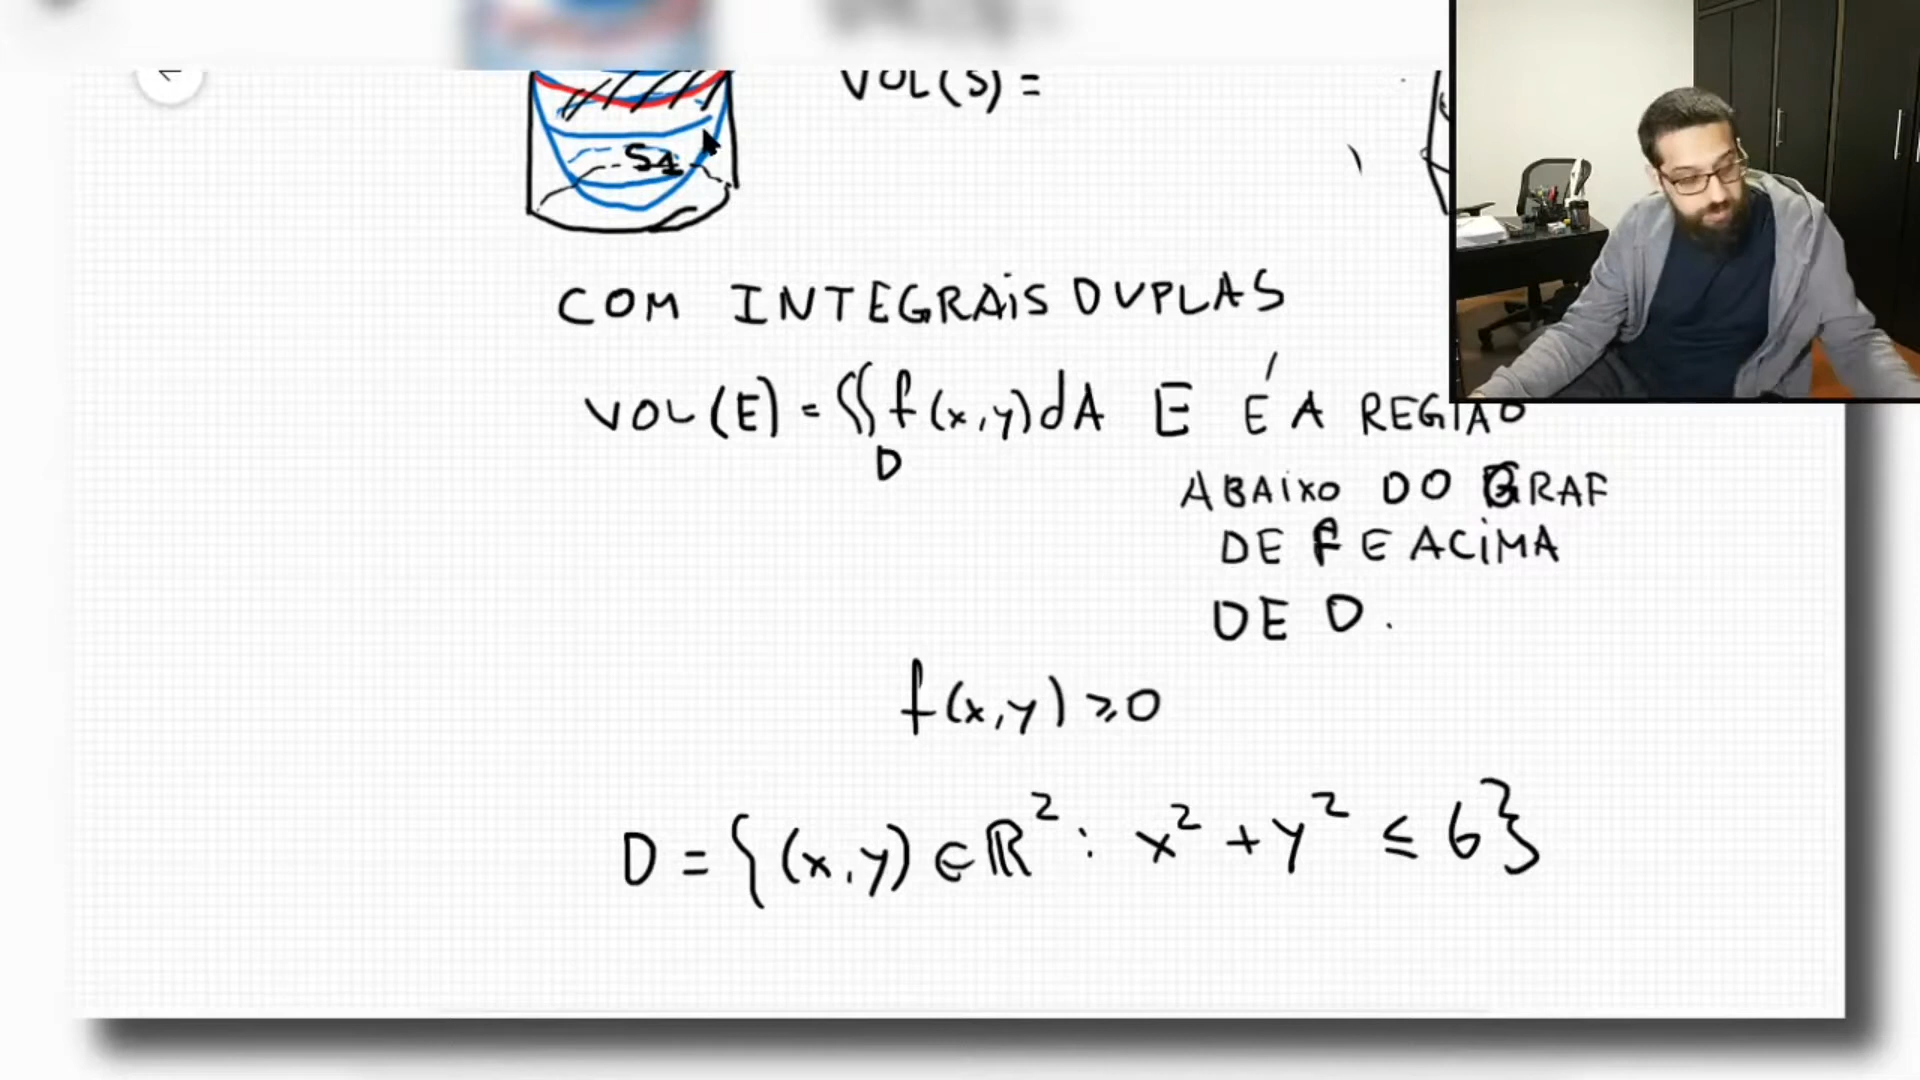 VOL(S) =
S1
COM INTEGRAIS DUPLAS
VOL(E) = ∬ f(x,y)dA E É A REGIÃO
D
ABAIXO DO GRAF
DE F E ACIMA
DE D.
f(x,y) ⩾ 0
D = {(x,y) ∈ ℝ² : x² + y² ≤ 6}